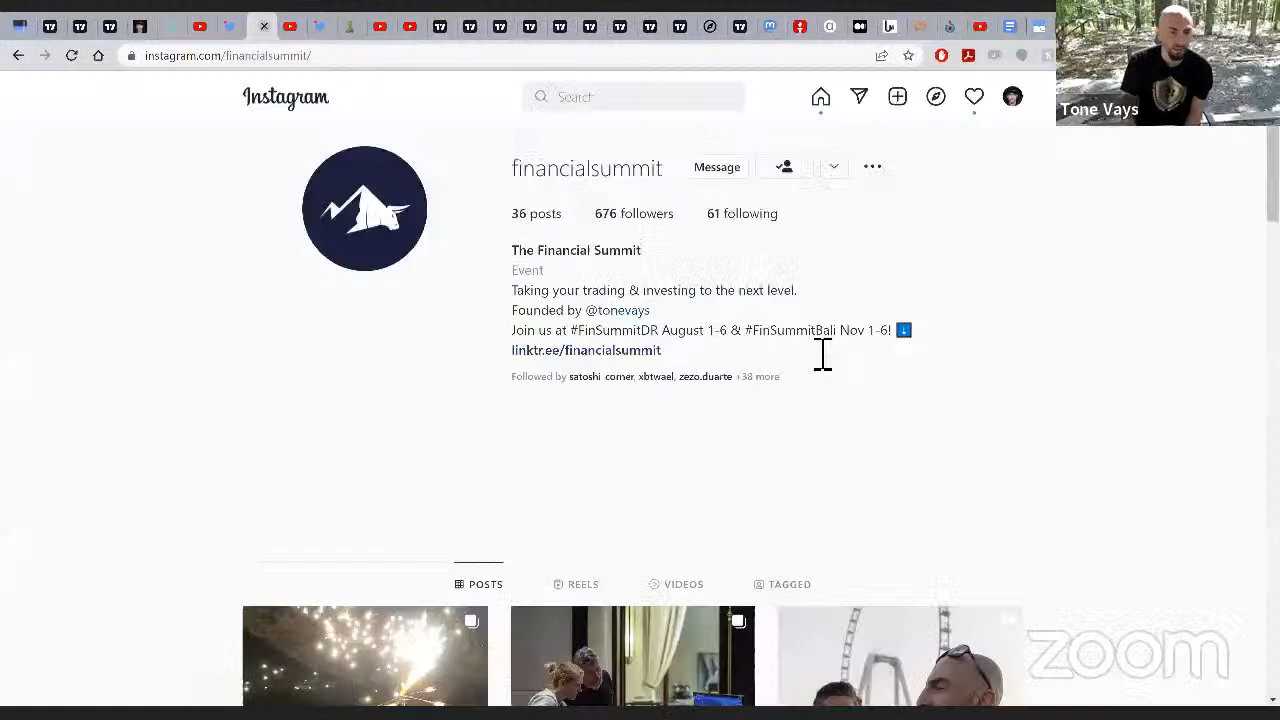 instagram.com/financialsummit/
Tone Vays
Instagram
Search
financialsummit
Message
36 posts 676 followers 61 following
The Financial Summit
Event
Taking your trading & investing to the next level.
Founded by @tonevays
Join us at #FinSummitDR August 1-6 & #FinSummitBali Nov 1-6!
linktr.ee/financialsummit
Followed by satoshi_corner, xbtwael, zezo.duarte +38 more
POSTS REELS VIDEOS TAGGED
zoom